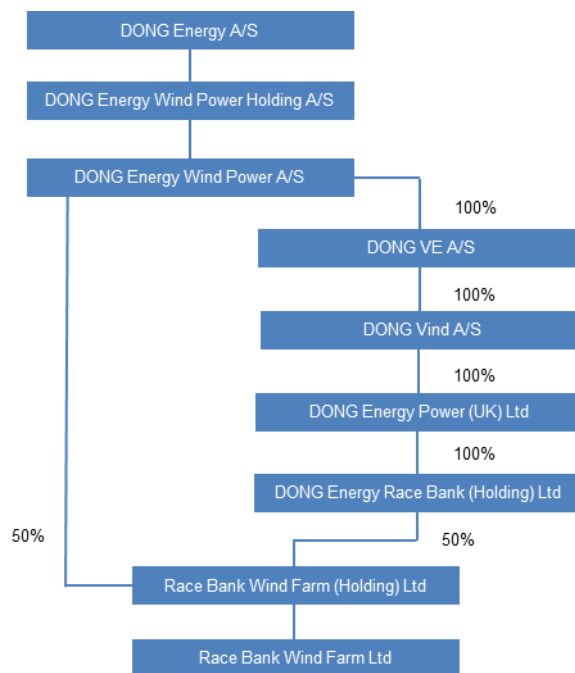 DONG Energy A/S
DONG Energy Wind Power Holding A/S
DONG Energy Wind Power A/S
100%
DONG VE A/S
100%
DONG Vind A/S
100%
DONG Energy Power (UK) Ltd
100%
DONG Energy Race Bank (Holding) Ltd
50%
50%
Race Bank Wind Farm (Holding) Ltd
Race Bank Wind Farm Ltd